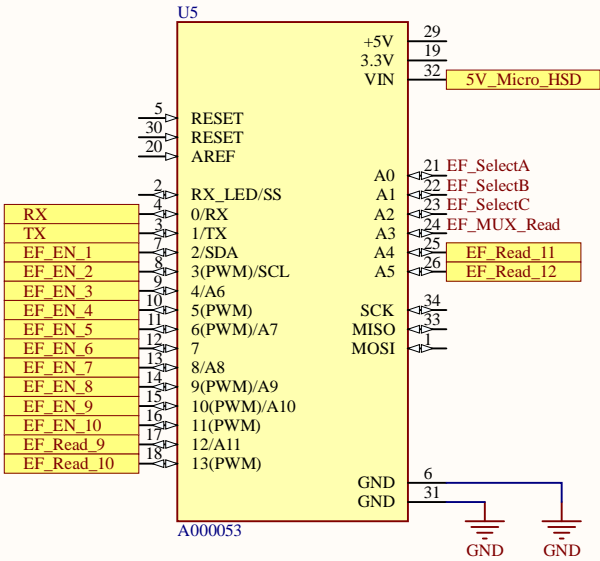 U5
+5V 29
3.3V 19
VIN 32 5V_Micro_HSD
5 RESET
30 RESET
20 AREF
A0 21 EF_SelectA
2 RX_LED/SS A1 22 EF_SelectB
RX 4 0/RX A2 23 EF_SelectC
TX 3 1/TX A3 24 EF_MUX_Read
EF_EN_1 7 2/SDA A4 25 EF_Read_11
EF_EN_2 8 3(PWM)/SCL A5 26 EF_Read_12
EF_EN_3 9 4/A6
EF_EN_4 10 5(PWM) SCK 34
EF_EN_5 11 6(PWM)/A7 MISO 33
EF_EN_6 12 7 MOSI 1
EF_EN_7 13 8/A8
EF_EN_8 14 9(PWM)/A9
EF_EN_9 15 10(PWM)/A10
EF_EN_10 16 11(PWM)
EF_Read_9 17 12/A11
EF_Read_10 18 13(PWM)
GND 6
GND 31
A000053
GND GND